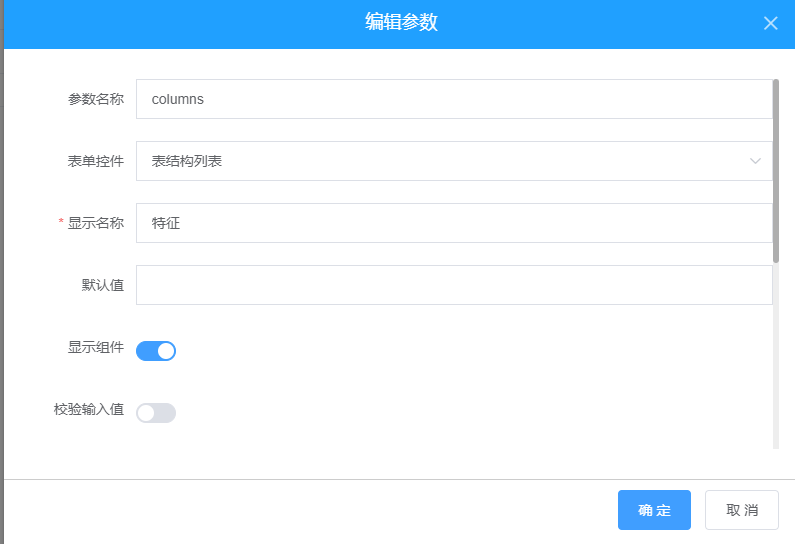 编辑参数
参数名称 columns
表单控件 表结构列表
* 显示名称 特征
默认值
显示组件
校验输入值
确定 取消